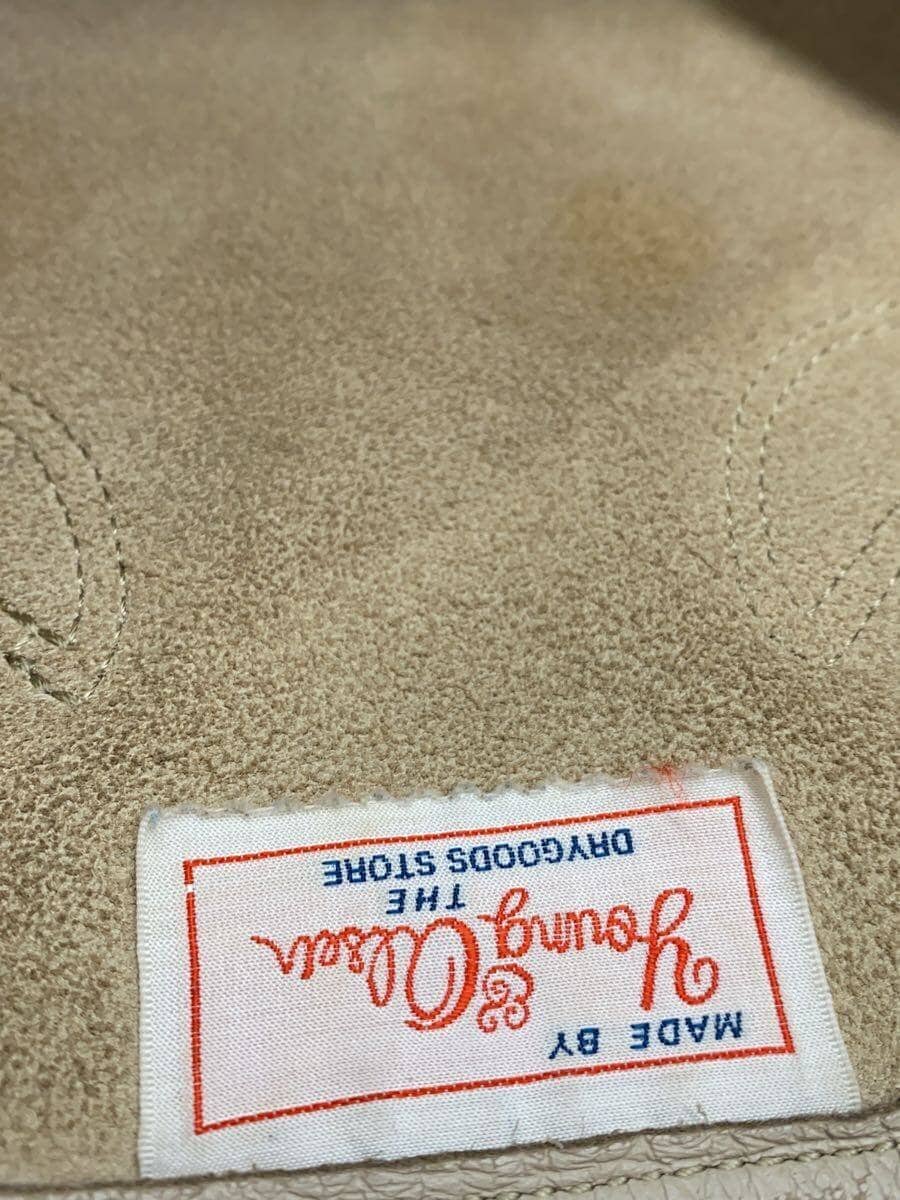 MADE BY
Young
& Olsen
THE
DRYGOODS STORE